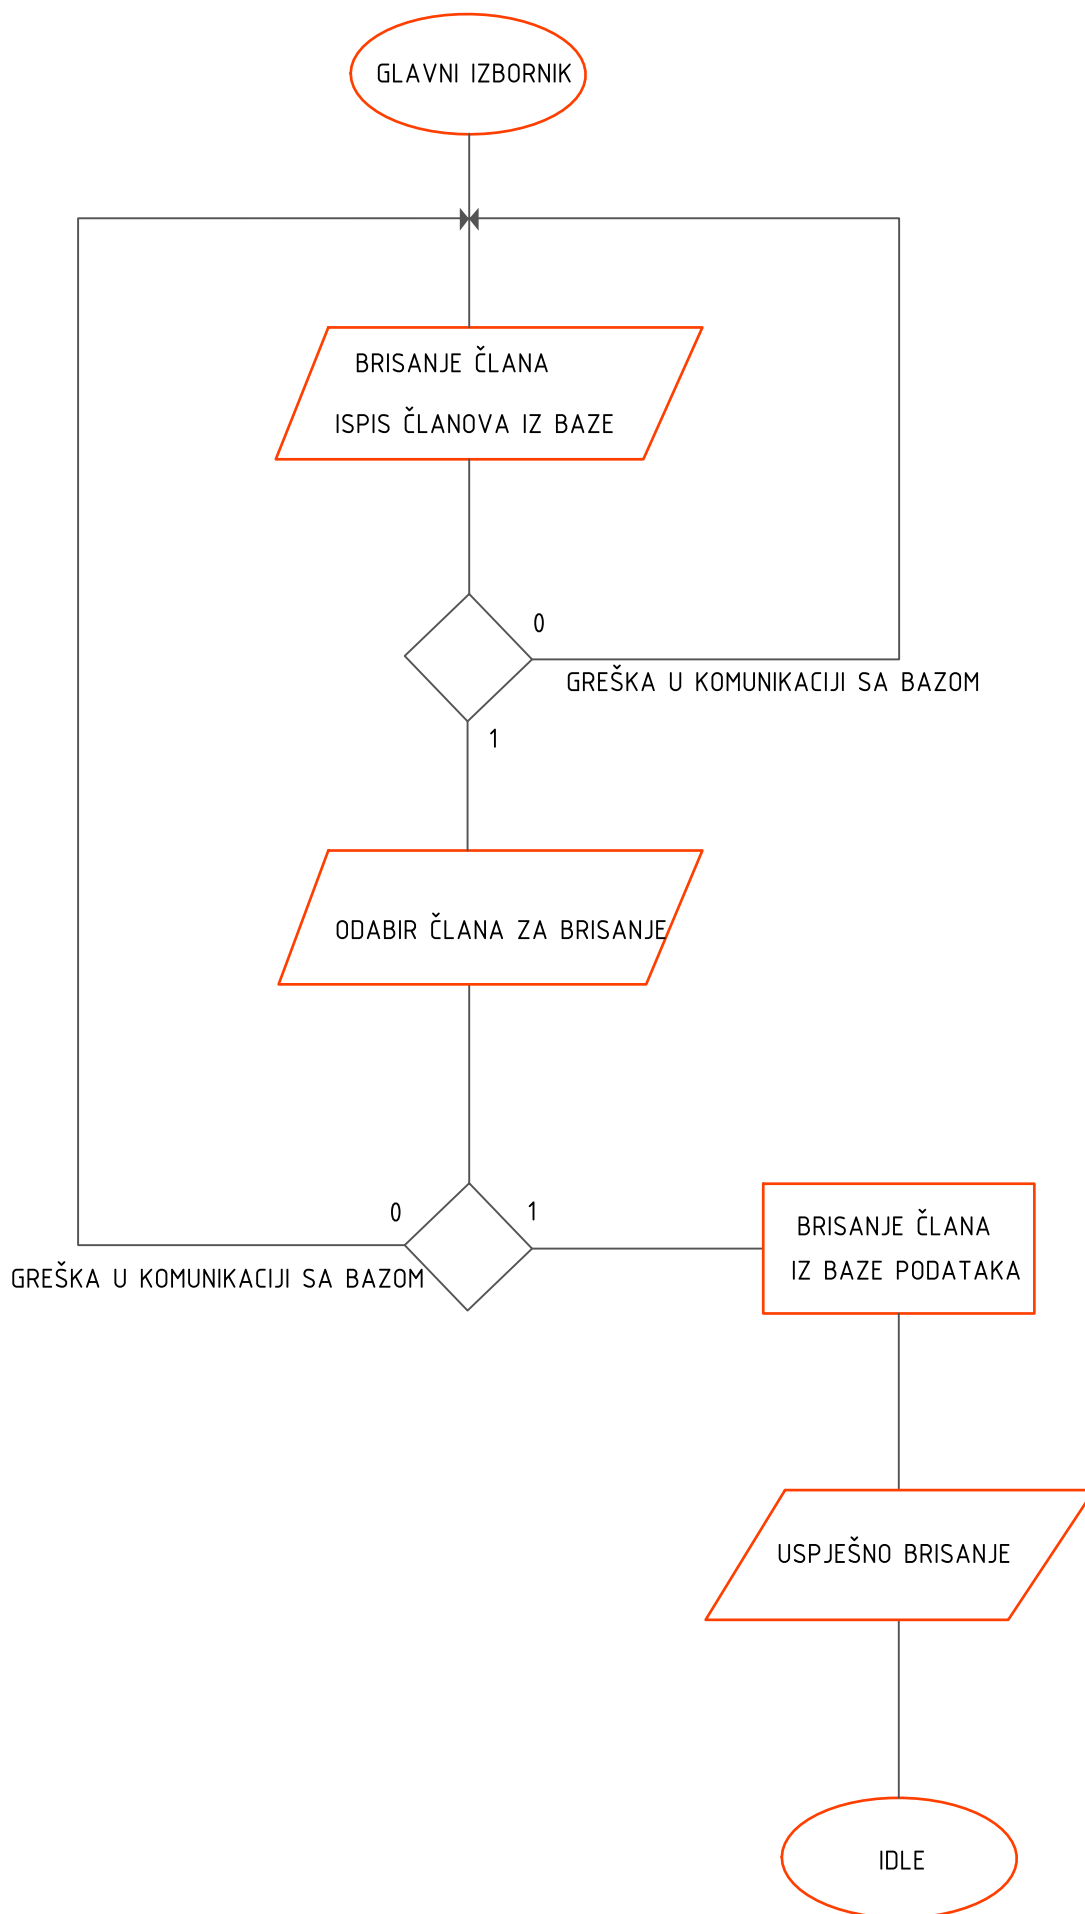 GLAVNI IZBORNIK
BRISANJE ČLANA
ISPIS ČLANOVA IZ BAZE
0
GREŠKA U KOMUNIKACIJI SA BAZOM
1
ODABIR ČLANA ZA BRISANJE
0
1
GREŠKA U KOMUNIKACIJI SA BAZOM
BRISANJE ČLANA
IZ BAZE PODATAKA
USPJEŠNO BRISANJE
IDLE